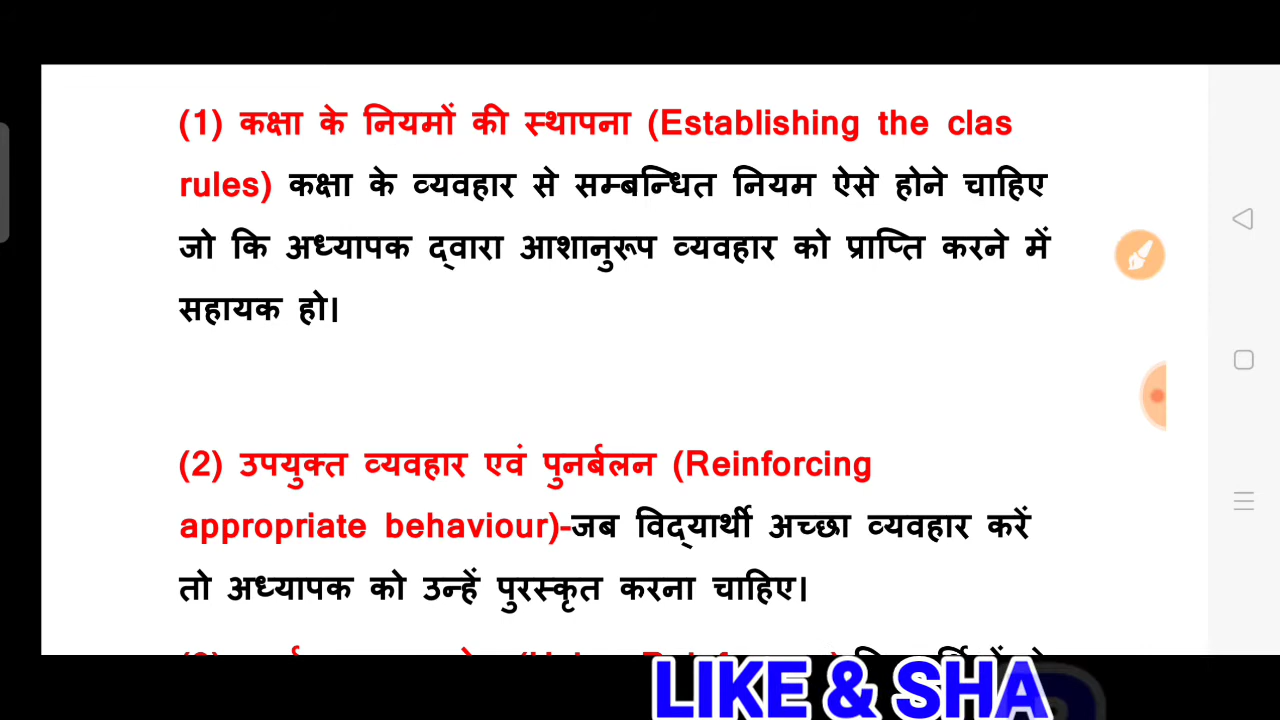 (1) कक्षा के नियमों की स्थापना (Establishing the clas
rules) कक्षा के व्यवहार से सम्बन्धित नियम ऐसे होने चाहिए
जो कि अध्यापक द्वारा आशानुरूप व्यवहार को प्राप्ति करने में
सहायक हो।
(2) उपयुक्त व्यवहार एवं पुनर्बलन (Reinforcing
appropriate behaviour)-जब विद्यार्थी अच्छा व्यवहार करें
तो अध्यापक को उन्हें पुरस्कृत करना चाहिए।
LIKE & SHA